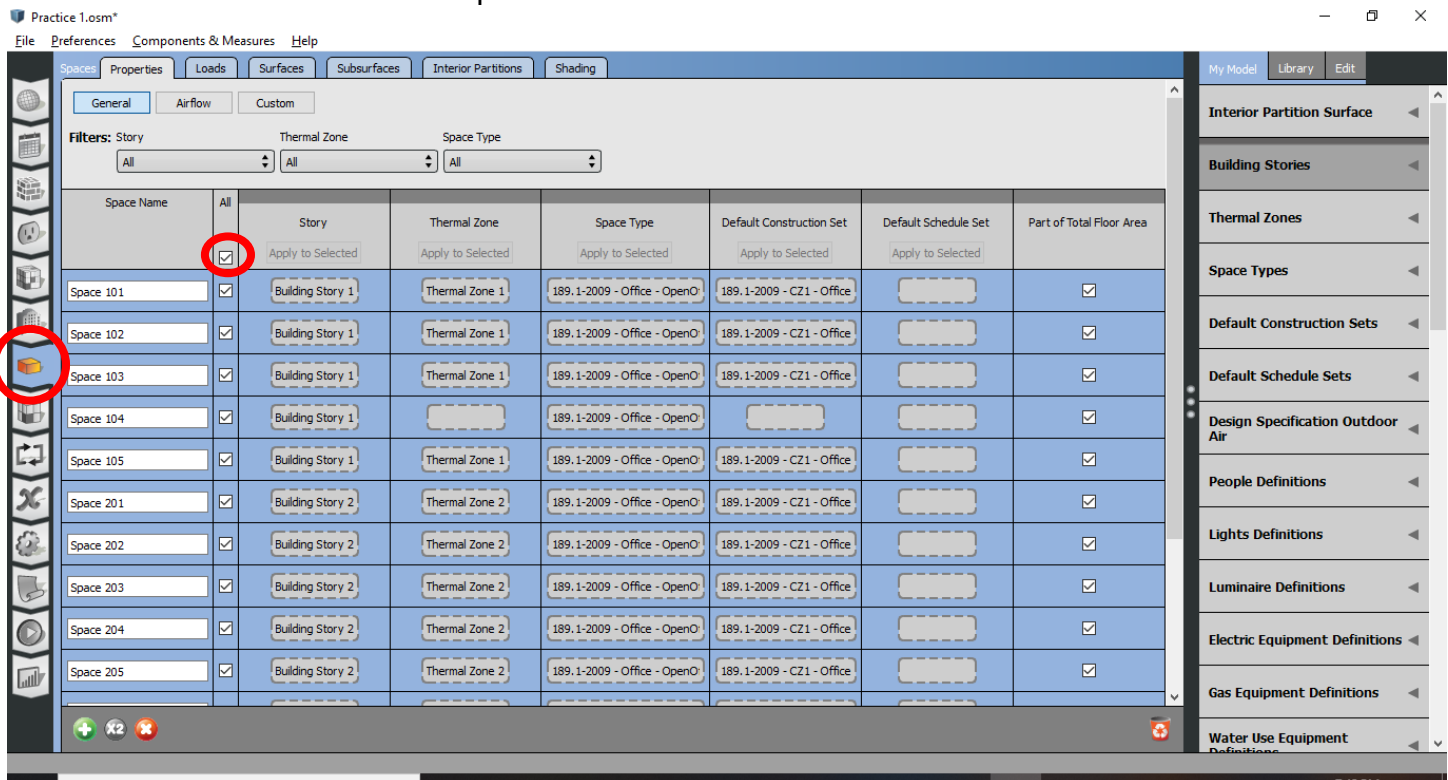 Practice 1.osm*
File Preferences Components & Measures Help
Spaces Properties Loads Surfaces Subsurfaces Interior Partitions Shading
My Model Library Edit
General Airflow Custom
Filters: Story Thermal Zone Space Type
All All All
Space Name All Story Thermal Zone Space Type Default Construction Set Default Schedule Set Part of Total Floor Area
Apply to Selected Apply to Selected Apply to Selected Apply to Selected Apply to Selected
Space 101 Building Story 1 Thermal Zone 1 189.1-2009 - Office - OpenO 189.1-2009 - CZ1 - Office
Space 102 Building Story 1 Thermal Zone 1 189.1-2009 - Office - OpenO 189.1-2009 - CZ1 - Office
Space 103 Building Story 1 Thermal Zone 1 189.1-2009 - Office - OpenO 189.1-2009 - CZ1 - Office
Space 104 Building Story 1 189.1-2009 - Office - OpenO
Space 105 Building Story 1 Thermal Zone 1 189.1-2009 - Office - OpenO 189.1-2009 - CZ1 - Office
Space 201 Building Story 2 Thermal Zone 2 189.1-2009 - Office - OpenO 189.1-2009 - CZ1 - Office
Space 202 Building Story 2 Thermal Zone 2 189.1-2009 - Office - OpenO 189.1-2009 - CZ1 - Office
Space 203 Building Story 2 Thermal Zone 2 189.1-2009 - Office - OpenO 189.1-2009 - CZ1 - Office
Space 204 Building Story 2 Thermal Zone 2 189.1-2009 - Office - OpenO 189.1-2009 - CZ1 - Office
Space 205 Building Story 2 Thermal Zone 2 189.1-2009 - Office - OpenO 189.1-2009 - CZ1 - Office
X2
Interior Partition Surface
Building Stories
Thermal Zones
Space Types
Default Construction Sets
Default Schedule Sets
Design Specification Outdoor
Air
People Definitions
Lights Definitions
Luminaire Definitions
Electric Equipment Definitions
Gas Equipment Definitions
Water Use Equipment
Definitions